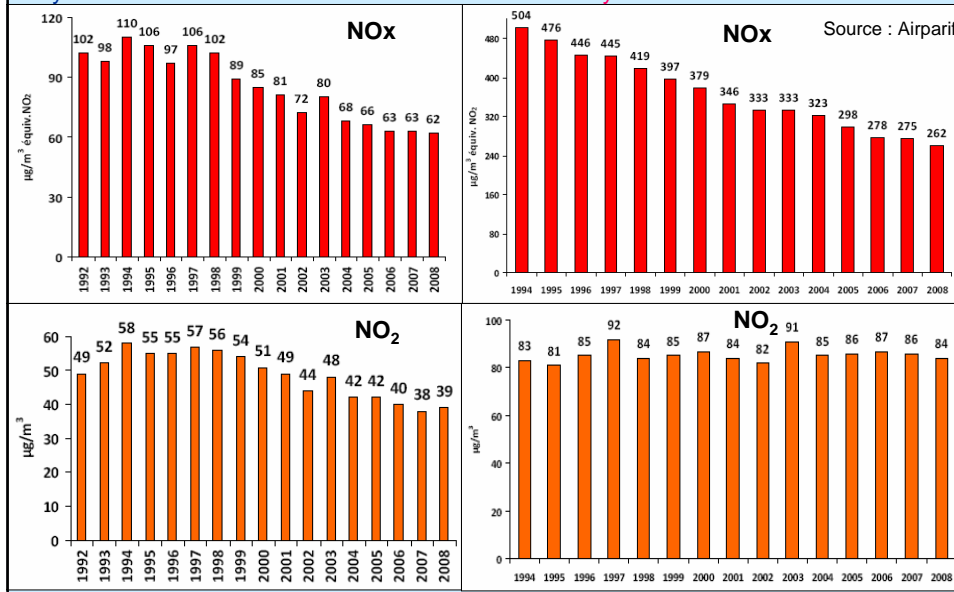 NOx
µg/m³ équiv. NO₂
120
90
60
30
0
102 98 110 106 97 106 102 89 85 81 72 80 68 66 63 63 62
1992 1993 1994 1995 1996 1997 1998 1999 2000 2001 2002 2003 2004 2005 2006 2007 2008
NOx
Source : Airparif
µg/m³ équiv. NO₂
480
400
320
240
160
80
0
504 476 446 445 419 397 379 346 333 333 323 298 278 275 262
1994 1995 1996 1997 1998 1999 2000 2001 2002 2003 2004 2005 2006 2007 2008
NO₂
µg/m³
60
50
40
30
20
10
0
49 52 58 55 55 57 56 54 51 49 44 48 42 42 40 38 39
1992 1993 1994 1995 1996 1997 1998 1999 2000 2001 2002 2003 2004 2005 2006 2007 2008
NO₂
µg/m³
100
80
60
40
20
0
83 81 85 92 84 85 87 84 82 91 85 86 87 86 84
1994 1995 1996 1997 1998 1999 2000 2001 2002 2003 2004 2005 2006 2007 2008